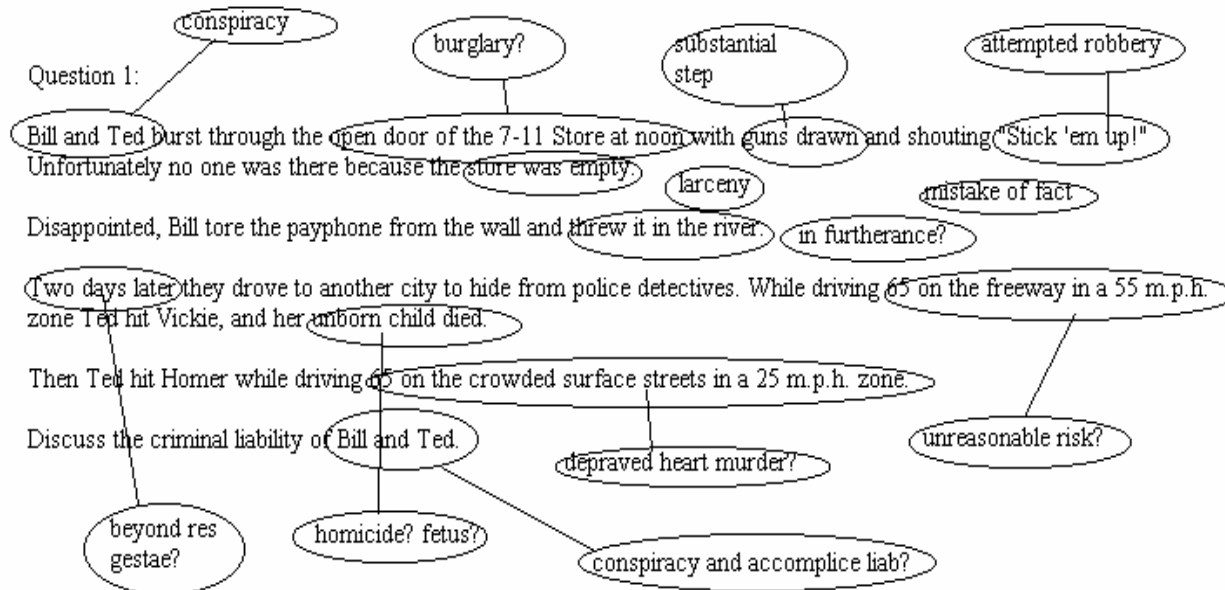 conspiracy
burglary?
substantial
step
attempted robbery
Question 1:
Bill and Ted burst through the open door of the 7-11 Store at noon with guns drawn and shouting "Stick 'em up!"
Unfortunately no one was there because the store was empty.
larceny
mistake of fact
Disappointed, Bill tore the payphone from the wall and threw it in the river.
in furtherance?
Two days later they drove to another city to hide from police detectives. While driving 65 on the freeway in a 55 m.p.h.
zone Ted hit Vickie, and her unborn child died.
Then Ted hit Homer while driving 65 on the crowded surface streets in a 25 m.p.h. zone.
Discuss the criminal liability of Bill and Ted.
unreasonable risk?
depraved heart murder?
beyond res
gestae?
homicide? fetus?
conspiracy and accomplice liab?